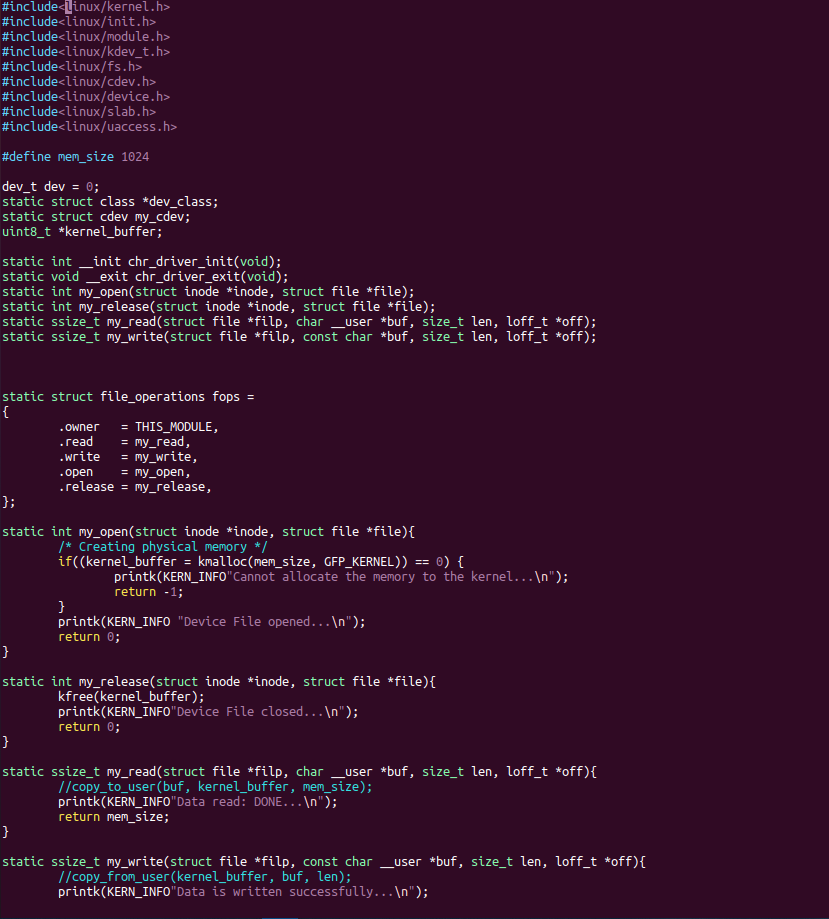 #include<linux/kernel.h>
#include<linux/init.h>
#include<linux/module.h>
#include<linux/kdev_t.h>
#include<linux/fs.h>
#include<linux/cdev.h>
#include<linux/device.h>
#include<linux/slab.h>
#include<linux/uaccess.h>

#define mem_size 1024

dev_t dev = 0;
static struct class *dev_class;
static struct cdev my_cdev;
uint8_t *kernel_buffer;

static int __init chr_driver_init(void);
static void __exit chr_driver_exit(void);
static int my_open(struct inode *inode, struct file *file);
static int my_release(struct inode *inode, struct file *file);
static ssize_t my_read(struct file *filp, char __user *buf, size_t len, loff_t *off);
static ssize_t my_write(struct file *filp, const char *buf, size_t len, loff_t *off);

static struct file_operations fops =
{
        .owner   = THIS_MODULE,
        .read    = my_read,
        .write   = my_write,
        .open    = my_open,
        .release = my_release,
};

static int my_open(struct inode *inode, struct file *file){
        /* Creating physical memory */
        if((kernel_buffer = kmalloc(mem_size, GFP_KERNEL)) == 0) {
                printk(KERN_INFO"Cannot allocate the memory to the kernel...\n");
                return -1;
        }
        printk(KERN_INFO "Device File opened...\n");
        return 0;
}

static int my_release(struct inode *inode, struct file *file){
        kfree(kernel_buffer);
        printk(KERN_INFO"Device File closed...\n");
        return 0;
}

static ssize_t my_read(struct file *filp, char __user *buf, size_t len, loff_t *off){
        //copy_to_user(buf, kernel_buffer, mem_size);
        printk(KERN_INFO"Data read: DONE...\n");
        return mem_size;
}

static ssize_t my_write(struct file *filp, const char __user *buf, size_t len, loff_t *off){
        //copy_from_user(kernel_buffer, buf, len);
        printk(KERN_INFO"Data is written successfully...\n");